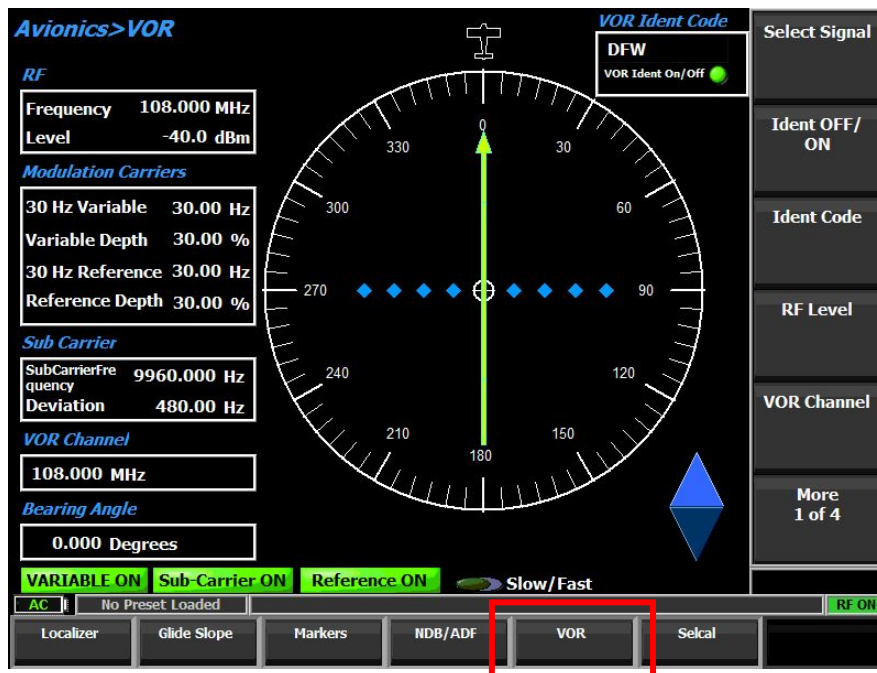 Avionics>VOR
VOR Ident Code
DFW
VOR Ident On/Off
RF
Frequency 108.000 MHz
Level -40.0 dBm
Modulation Carriers
30 Hz Variable 30.00 Hz
Variable Depth 30.00 %
30 Hz Reference 30.00 Hz
Reference Depth 30.00 %
Sub Carrier
SubCarrierFre
quency 9960.000 Hz
Deviation 480.00 Hz
VOR Channel
108.000 MHz
Bearing Angle
0.000 Degrees
0
330 30
300 60
270 90
240 120
210 150
180
VARIABLE ON Sub-Carrier ON Reference ON Slow/Fast
AC No Preset Loaded RF ON
Localizer Glide Slope Markers NDB/ADF VOR Selcal
Select Signal
Ident OFF/
ON
Ident Code
RF Level
VOR Channel
More
1 of 4